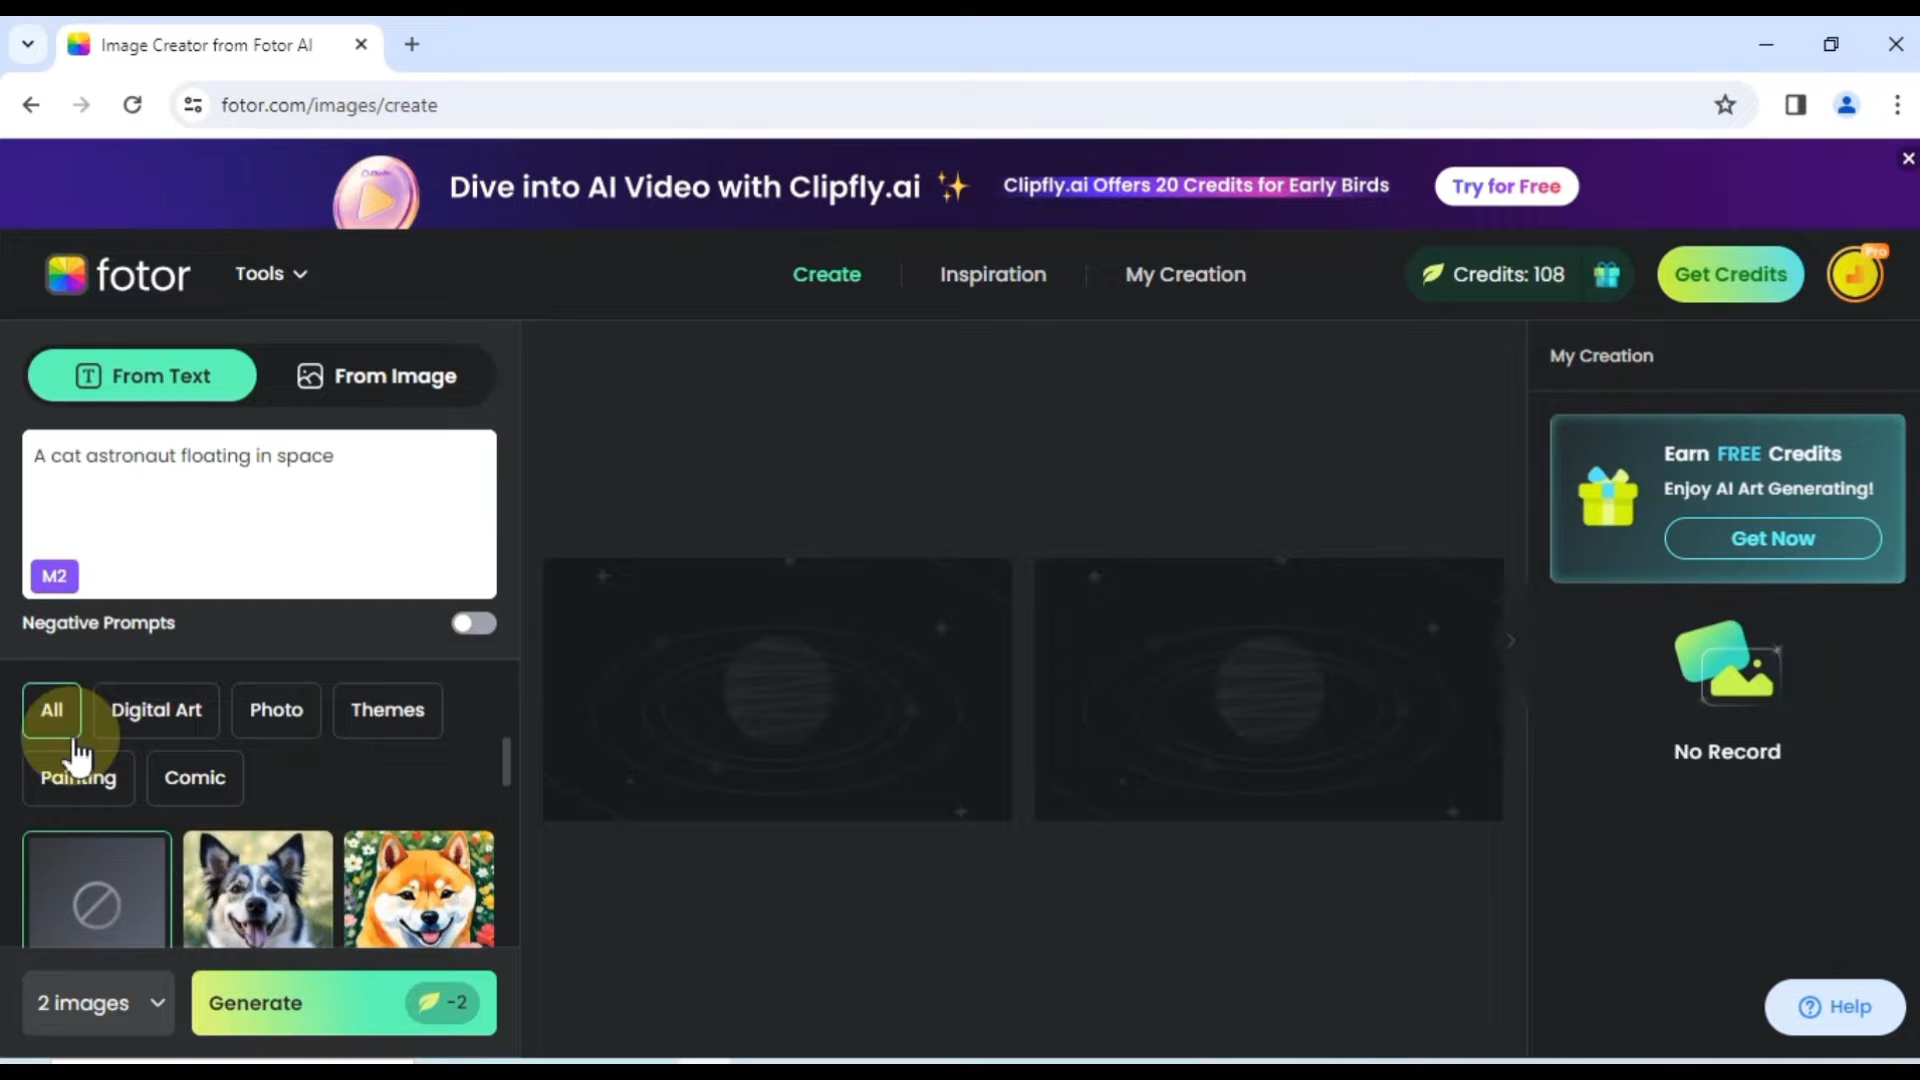 Image Creator from Fotor AI
fotor.com/images/create
Dive into AI Video with Clipfly.ai
Clipfly.ai Offers 20 Credits for Early Birds
Try for Free
fotor
Tools
Create
Inspiration
My Creation
Credits: 108
Get Credits
Pro
From Text
From Image
My Creation
A cat astronaut floating in space
M2
Negative Prompts
Earn FREE Credits
Enjoy AI Art Generating!
Get Now
All
Digital Art
Photo
Themes
Painting
Comic
No Record
2 images
Generate
-2
Help